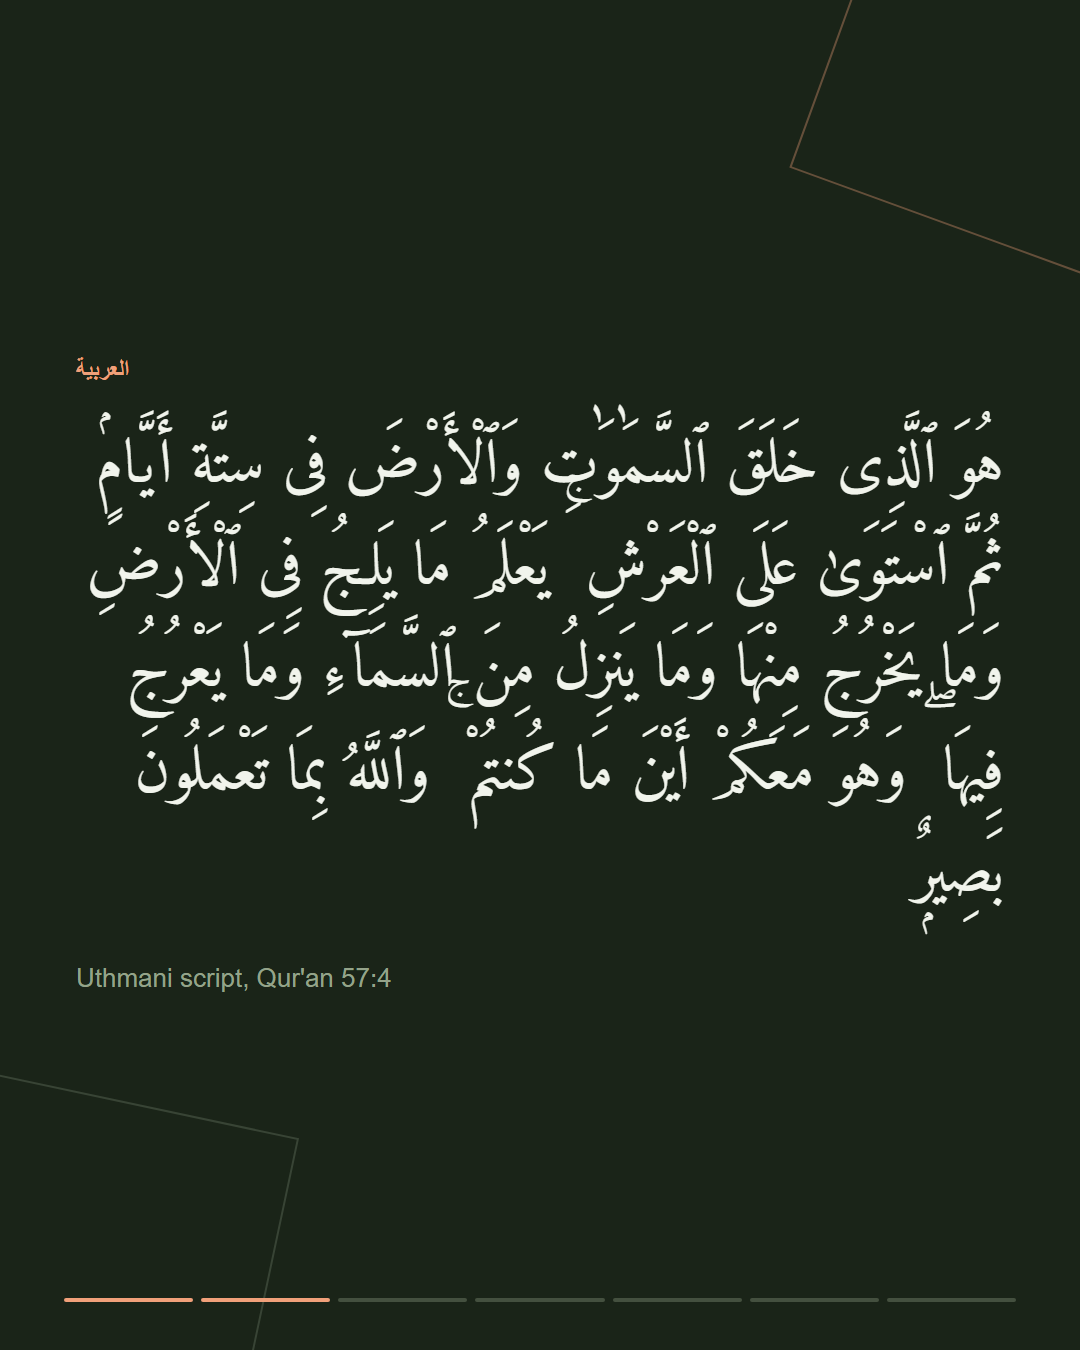 العربية
هُوَ ٱلَّذِى خَلَقَ ٱلسَّمَٰوَٰتِ وَٱلْأَرْضَ فِى سِتَّةِ أَيَّامٍۢ
ثُمَّ ٱسْتَوَىٰ عَلَى ٱلْعَرْشِ ۚ يَعْلَمُ مَا يَلِجُ فِى ٱلْأَرْضِ
وَمَا يَخْرُجُ مِنْهَا وَمَا يَنزِلُ مِنَ ٱلسَّمَآءِ وَمَا يَعْرُجُ
فِيهَا ۖ وَهُوَ مَعَكُمْ أَيْنَ مَا كُنتُمْ ۚ وَٱللَّهُ بِمَا تَعْمَلُونَ
بَصِيرٌۭ
Uthmani script, Qur'an 57:4